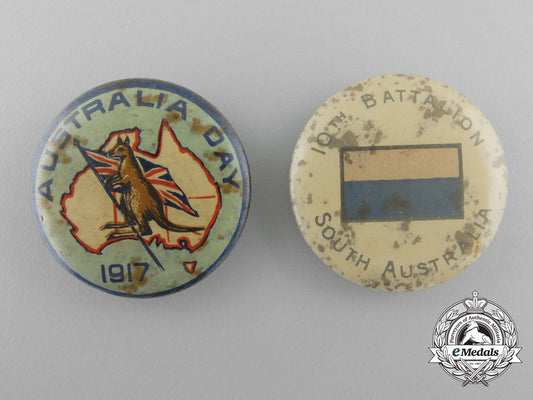 AUSTRALIA DAY
1917
10TH BATTALION
SOUTH AUSTRALIA
eMedals